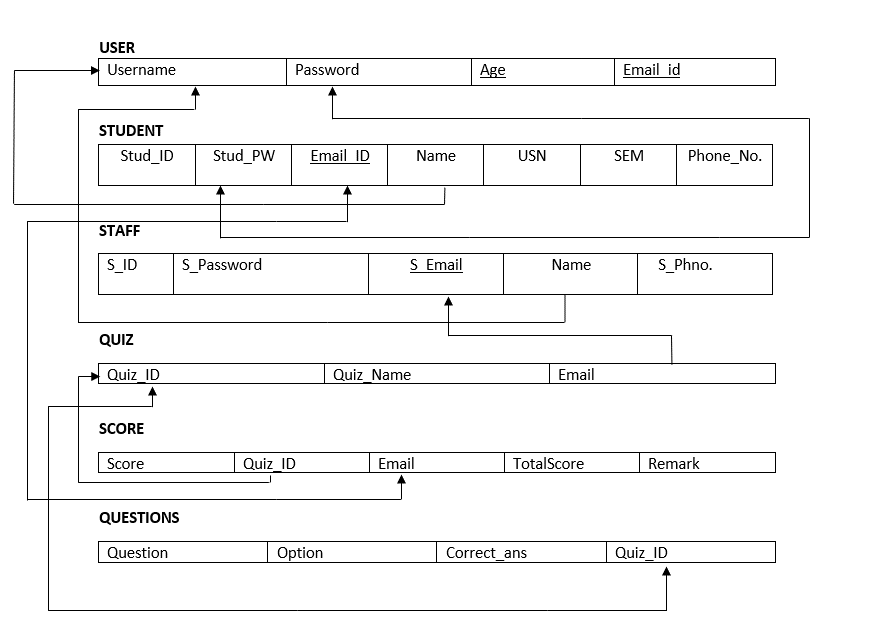 USER
Username Password Age Email_id
STUDENT
Stud_ID Stud_PW Email_ID Name USN SEM Phone_No.
STAFF
S_ID S_Password S_Email Name S_Phno.
QUIZ
Quiz_ID Quiz_Name Email
SCORE
Score Quiz_ID Email TotalScore Remark
QUESTIONS
Question Option Correct_ans Quiz_ID